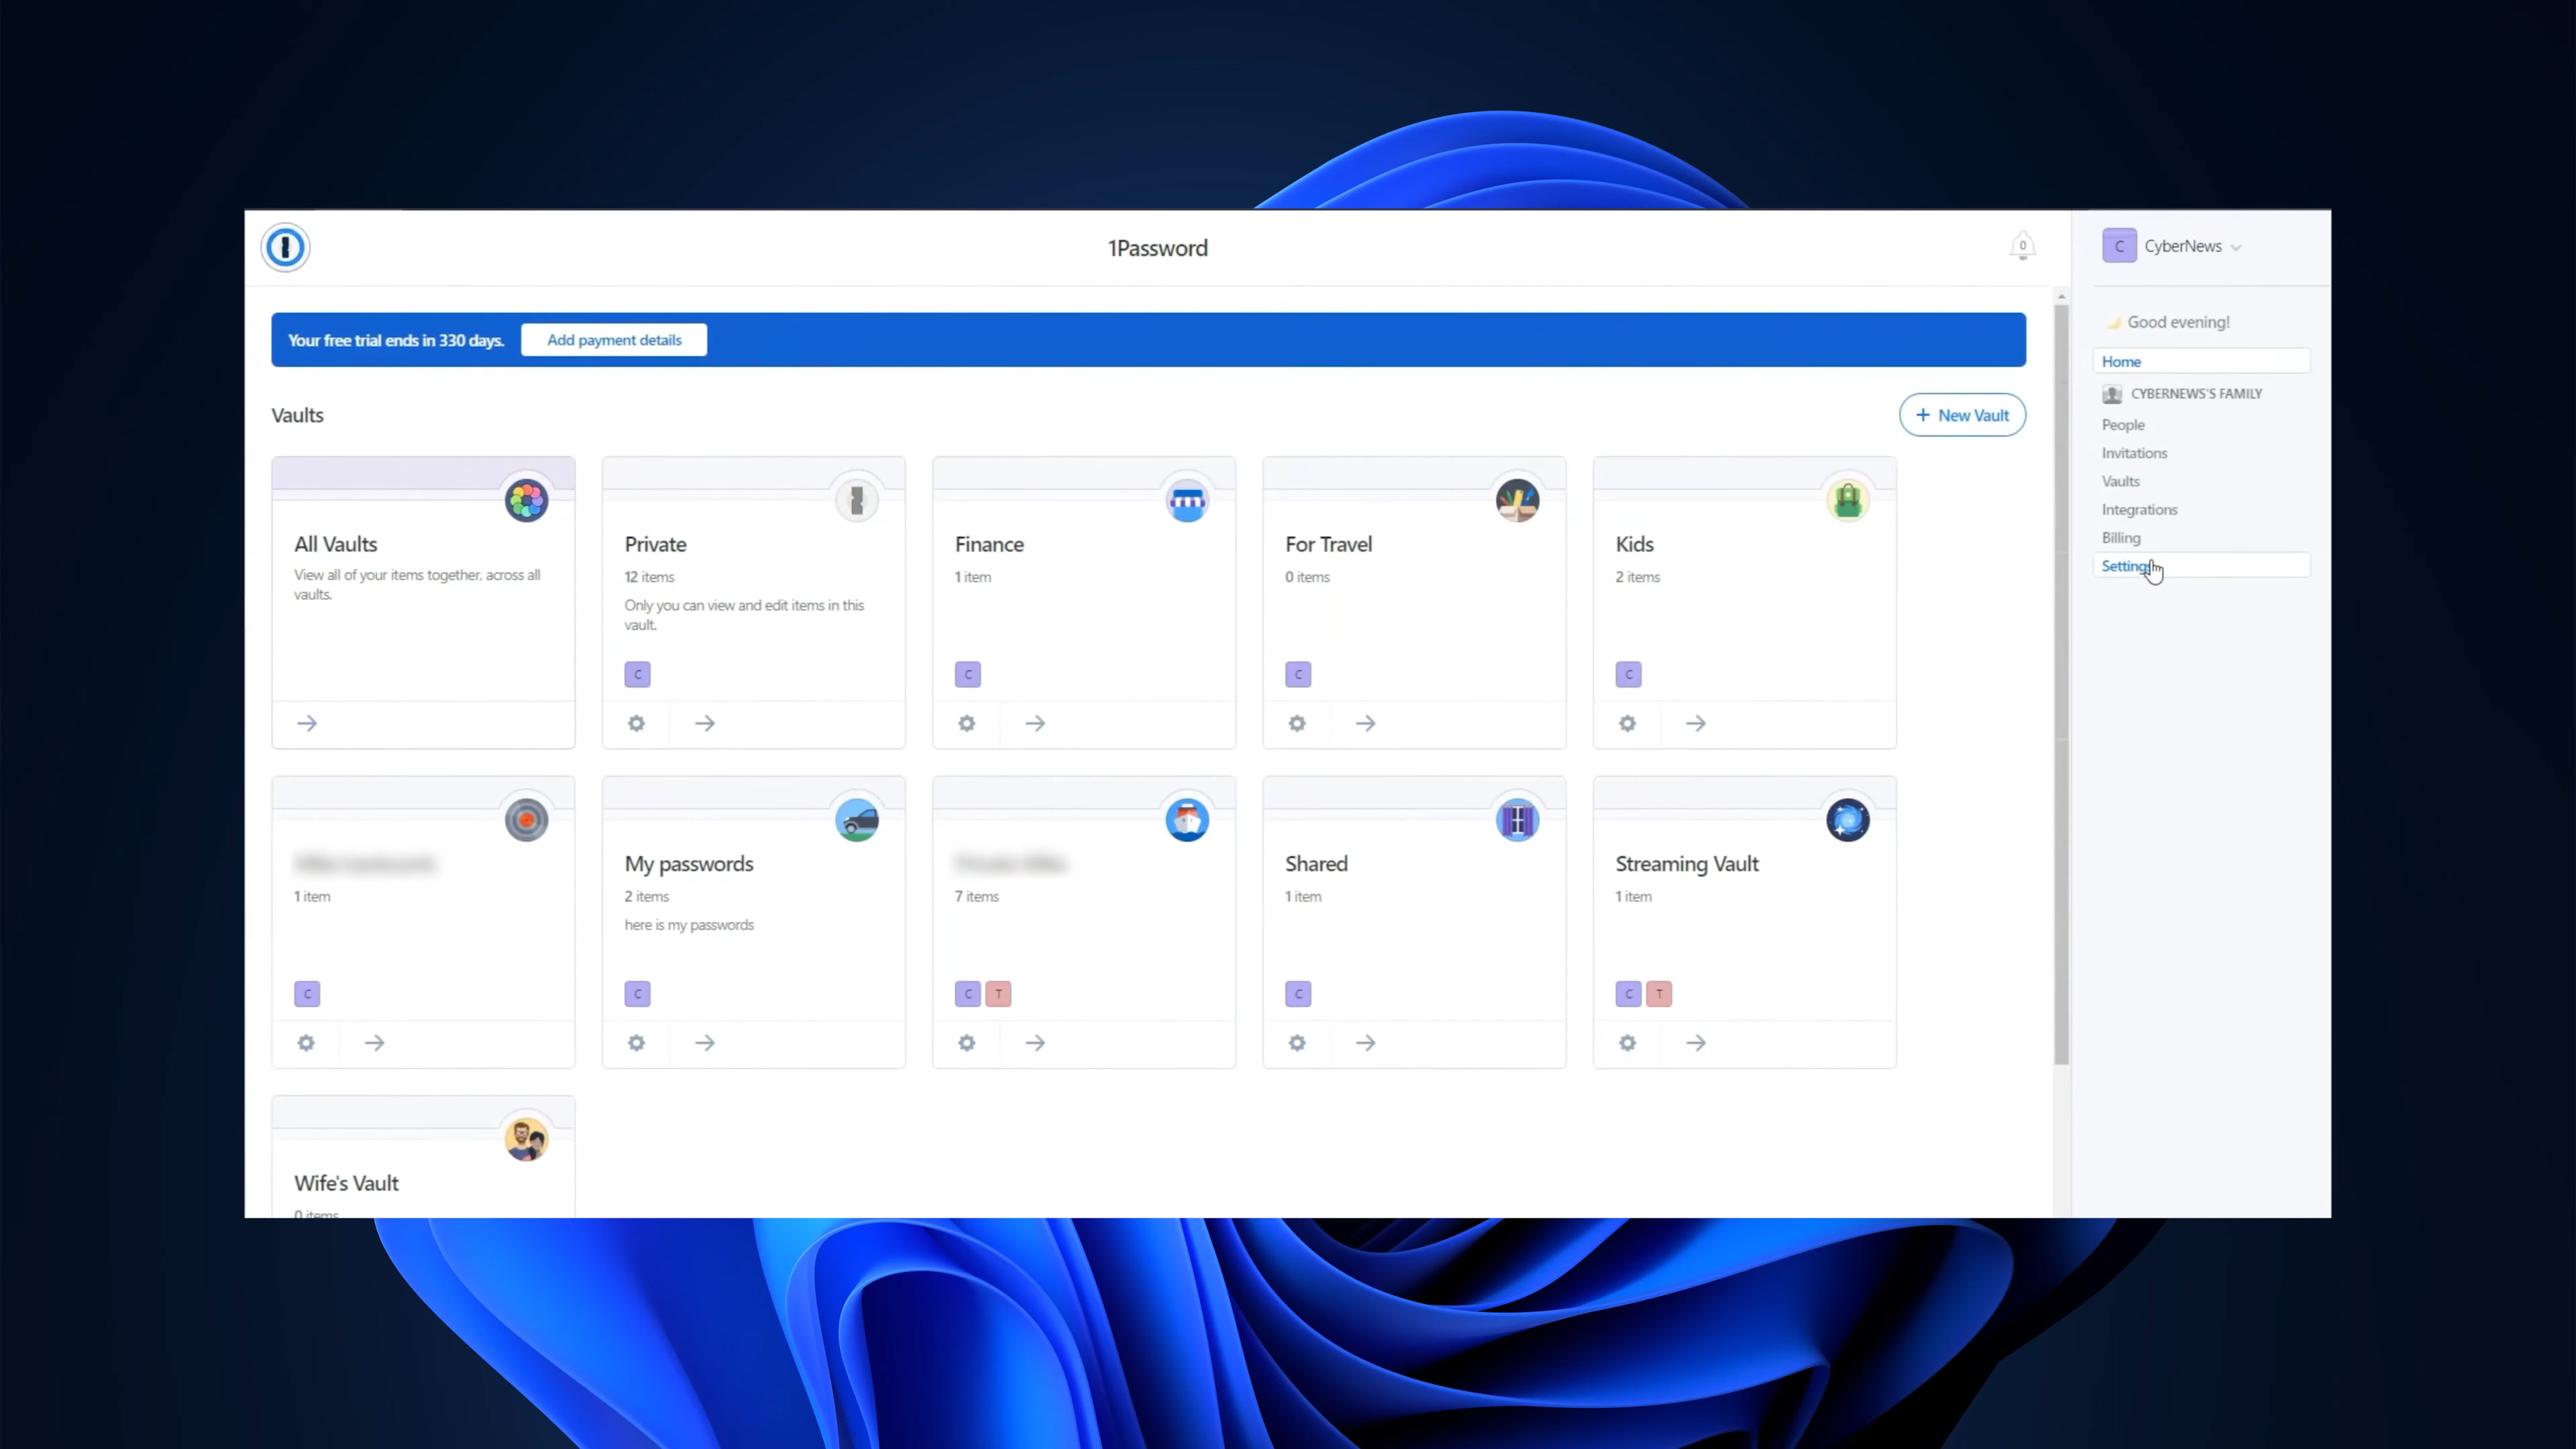 1Password
0
C CyberNews
Your free trial ends in 330 days. Add payment details
Vaults
+ New Vault
All Vaults
View all of your items together, across all
vaults.
Private
12 items
Only you can view and edit items in this
vault.
C
Finance
1 item
C
For Travel
0 items
C
Kids
2 items
C
1 item
C
My passwords
2 items
here is my passwords
C
7 items
C T
Shared
1 item
C
Streaming Vault
1 item
C T
Wife's Vault
0 items
Good evening!
Home
CYBERNEWS'S FAMILY
People
Invitations
Vaults
Integrations
Billing
Settings